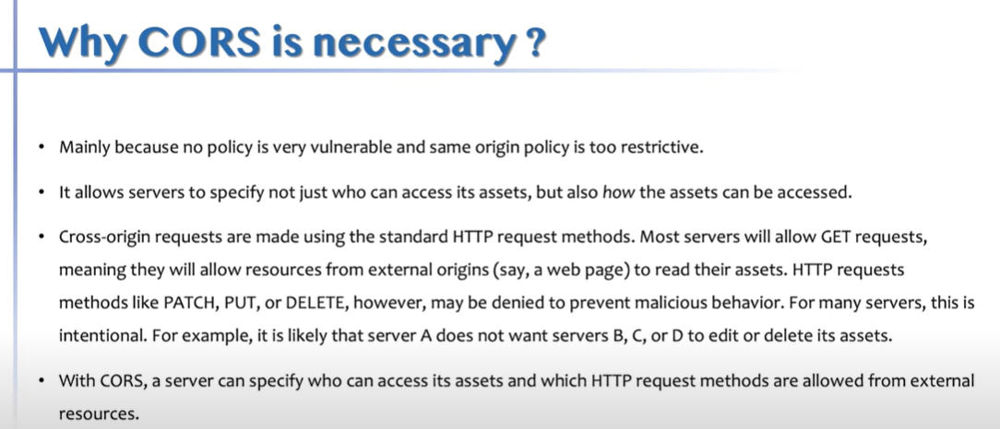 Why CORS is necessary ?
• Mainly because no policy is very vulnerable and same origin policy is too restrictive.
• It allows servers to specify not just who can access its assets, but also how the assets can be accessed.
• Cross-origin requests are made using the standard HTTP request methods. Most servers will allow GET requests,
meaning they will allow resources from external origins (say, a web page) to read their assets. HTTP requests
methods like PATCH, PUT, or DELETE, however, may be denied to prevent malicious behavior. For many servers, this is
intentional. For example, it is likely that server A does not want servers B, C, or D to edit or delete its assets.
• With CORS, a server can specify who can access its assets and which HTTP request methods are allowed from external
resources.